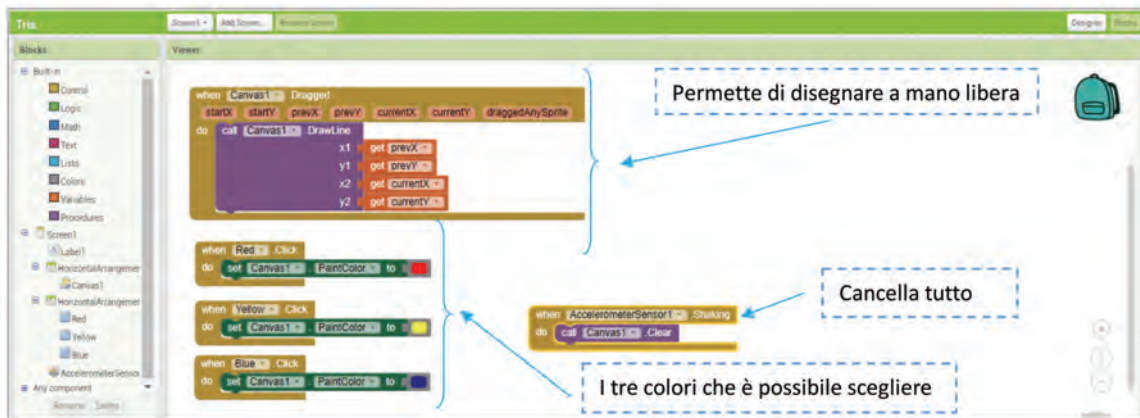 Tris
Screen1
Add Screen...
Remove Screen
Designer
Blocks
Blocks
Viewer
Built-in
Control
Logic
Math
Text
Lists
Colors
Variables
Procedures
Screen1
Label1
HorizontalArrangemer
Canvas1
HorizontalArrangemer
Red
Yellow
Blue
AccelerometerSenso
Any component
Rename Delete
when Canvas1 .Dragged
startX startY prevX prevY currentX currentY draggedAnySprite
do call Canvas1 .DrawLine
x1 get prevX
y1 get prevY
x2 get currentX
y2 get currentY
Permette di disegnare a mano libera
when Red .Click
do set Canvas1 . PaintColor to
when Yellow .Click
do set Canvas1 . PaintColor to
when Blue .Click
do set Canvas1 . PaintColor to
when AccelerometerSensor1 .Shaking
do call Canvas1 .Clear
Cancella tutto
I tre colori che è possibile scegliere